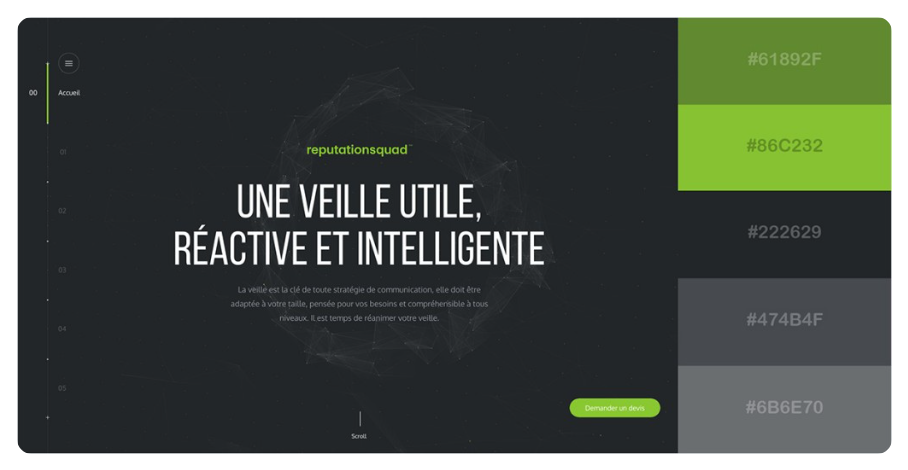 00
Accueil
01
02
03
04
05
reputationsquad
UNE VEILLE UTILE,
RÉACTIVE ET INTELLIGENTE
La veille est la clé de toute stratégie de communication, elle doit être
adaptée à votre taille, pensée pour vos besoins et compréhensible à tous
niveaux. Il est temps de réanimer votre veille.
Demander un devis
Scroll
#61892F
#86C232
#222629
#474B4F
#6B6E70